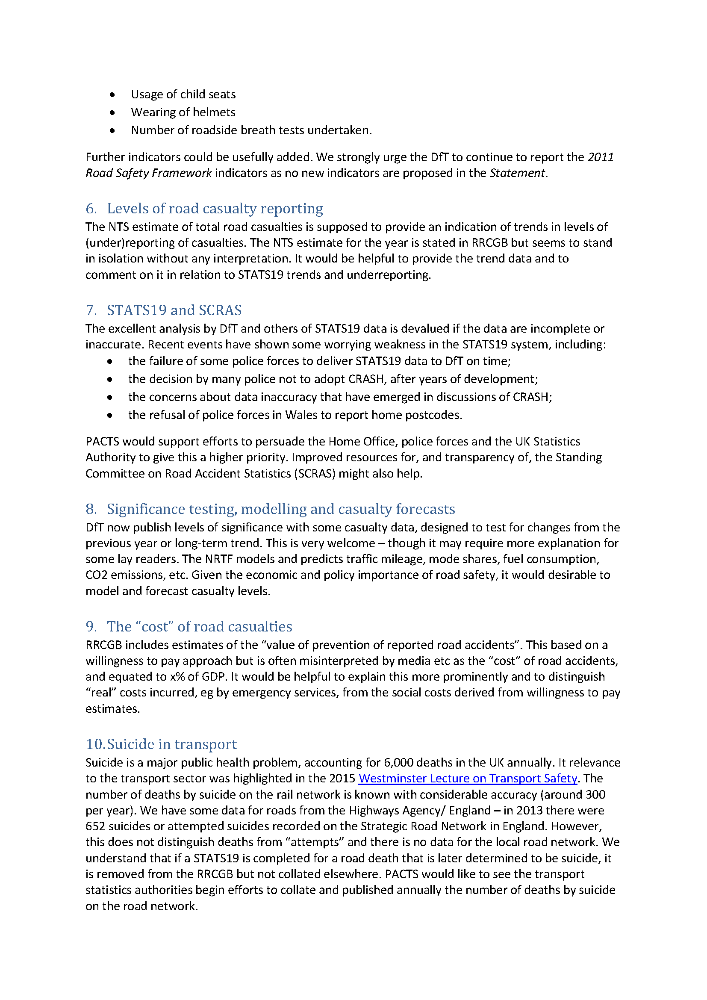 • Usage of child seats
• Wearing of helmets
• Number of roadside breath tests undertaken.
Further indicators could be usefully added. We strongly urge the DfT to continue to report the 2011
Road Safety Framework indicators as no new indicators are proposed in the Statement.
6. Levels of road casualty reporting
The NTS estimate of total road casualties is supposed to provide an indication of trends in levels of
(under)reporting of casualties. The NTS estimate for the year is stated in RRCGB but seems to stand
in isolation without any interpretation. It would be helpful to provide the trend data and to
comment on it in relation to STATS19 trends and underreporting.
7. STATS19 and SCRAS
The excellent analysis by DfT and others of STATS19 data is devalued if the data are incomplete or
inaccurate. Recent events have shown some worrying weakness in the STATS19 system, including:
• the failure of some police forces to deliver STATS19 data to DfT on time;
• the decision by many police not to adopt CRASH, after years of development;
• the concerns about data inaccuracy that have emerged in discussions of CRASH;
• the refusal of police forces in Wales to report home postcodes.
PACTS would support efforts to persuade the Home Office, police forces and the UK Statistics
Authority to give this a higher priority. Improved resources for, and transparency of, the Standing
Committee on Road Accident Statistics (SCRAS) might also help.
8. Significance testing, modelling and casualty forecasts
DfT now publish levels of significance with some casualty data, designed to test for changes from the
previous year or long-term trend. This is very welcome – though it may require more explanation for
some lay readers. The NRTF models and predicts traffic mileage, mode shares, fuel consumption,
CO2 emissions, etc. Given the economic and policy importance of road safety, it would desirable to
model and forecast casualty levels.
9. The “cost” of road casualties
RRCGB includes estimates of the “value of prevention of reported road accidents”. This based on a
willingness to pay approach but is often misinterpreted by media etc as the “cost” of road accidents,
and equated to x% of GDP. It would be helpful to explain this more prominently and to distinguish
“real” costs incurred, eg by emergency services, from the social costs derived from willingness to pay
estimates.
10. Suicide in transport
Suicide is a major public health problem, accounting for 6,000 deaths in the UK annually. It relevance
to the transport sector was highlighted in the 2015 Westminster Lecture on Transport Safety. The
number of deaths by suicide on the rail network is known with considerable accuracy (around 300
per year). We have some data for roads from the Highways Agency/ England – in 2013 there were
652 suicides or attempted suicides recorded on the Strategic Road Network in England. However,
this does not distinguish deaths from “attempts” and there is no data for the local road network. We
understand that if a STATS19 is completed for a road death that is later determined to be suicide, it
is removed from the RRCGB but not collated elsewhere. PACTS would like to see the transport
statistics authorities begin efforts to collate and published annually the number of deaths by suicide
on the road network.